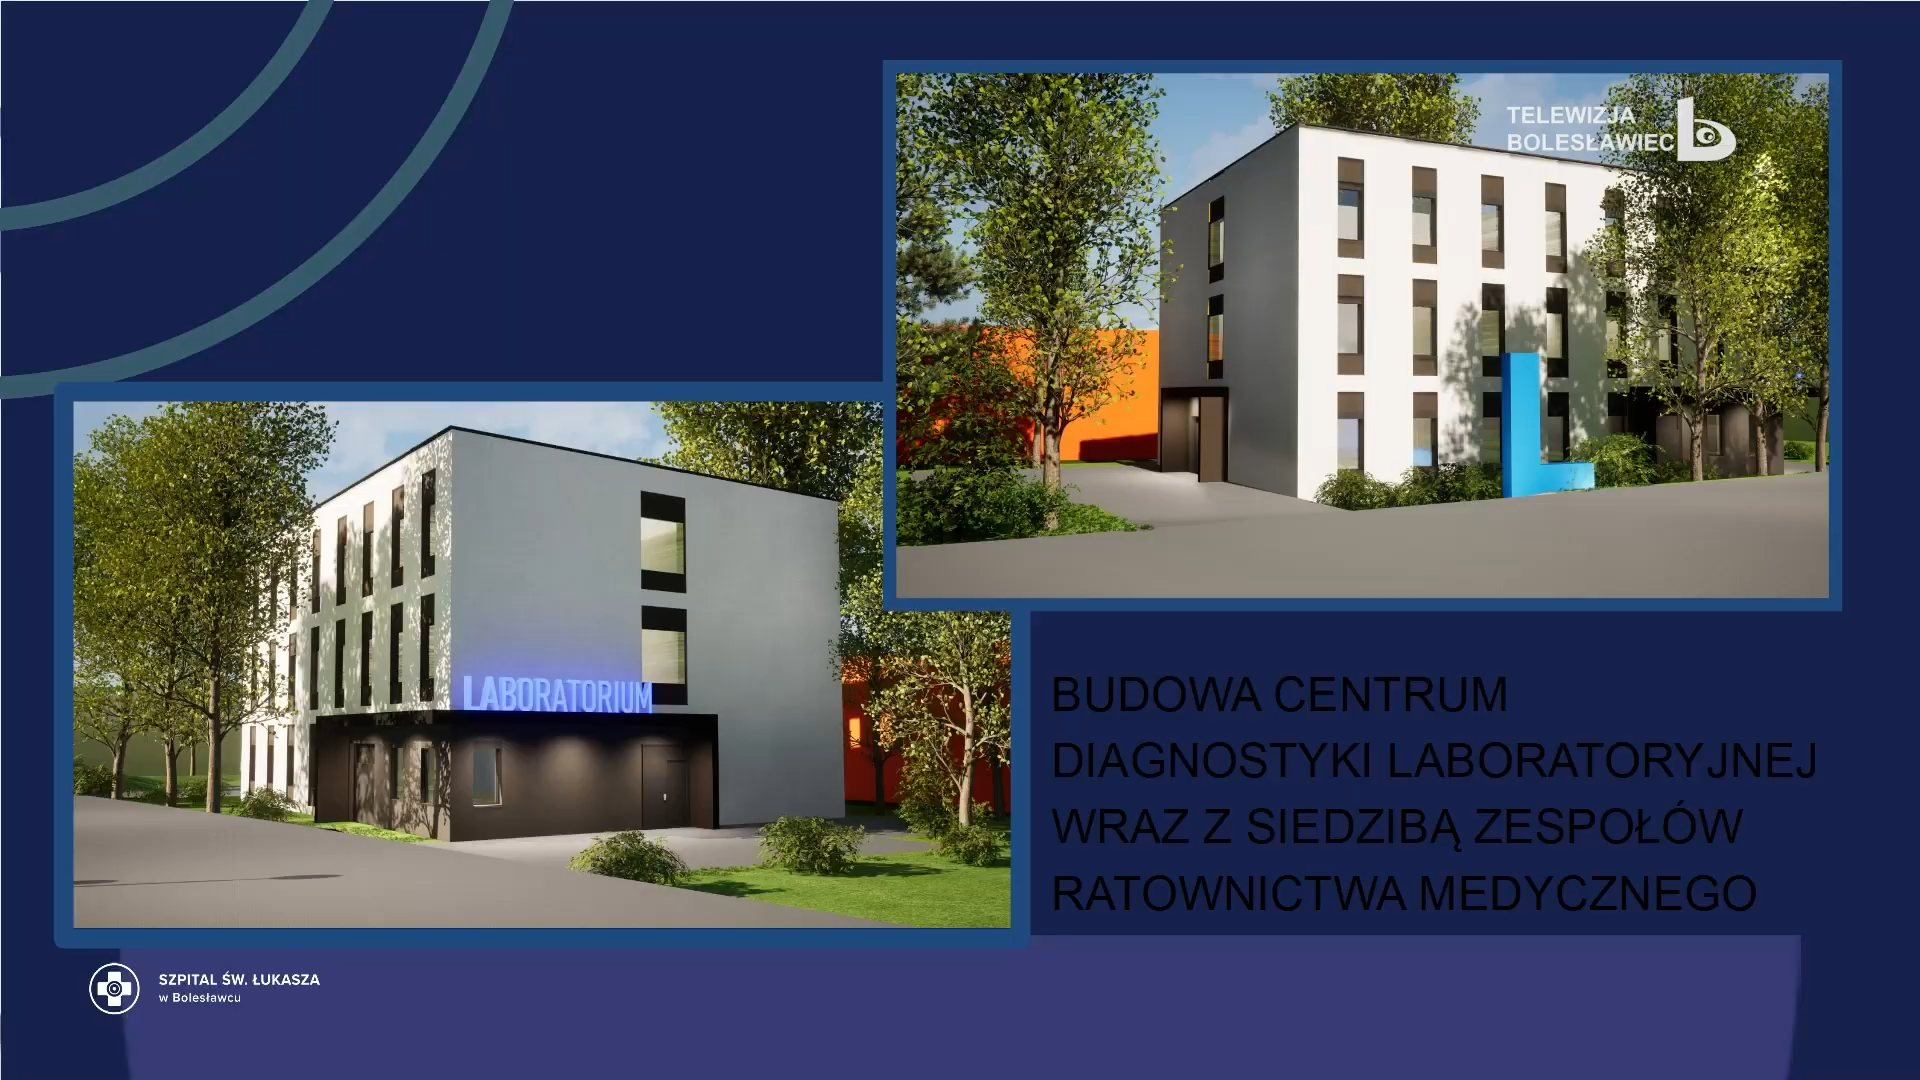 TELEWIZJA
BOLESŁAWIEC
LABORATORIUM
BUDOWA CENTRUM
DIAGNOSTYKI LABORATORYJNEJ
WRAZ Z SIEDZIBĄ ZESPOŁÓW
RATOWNICTWA MEDYCZNEGO
SZPITAL ŚW. ŁUKASZA
w Bolesławcu
L